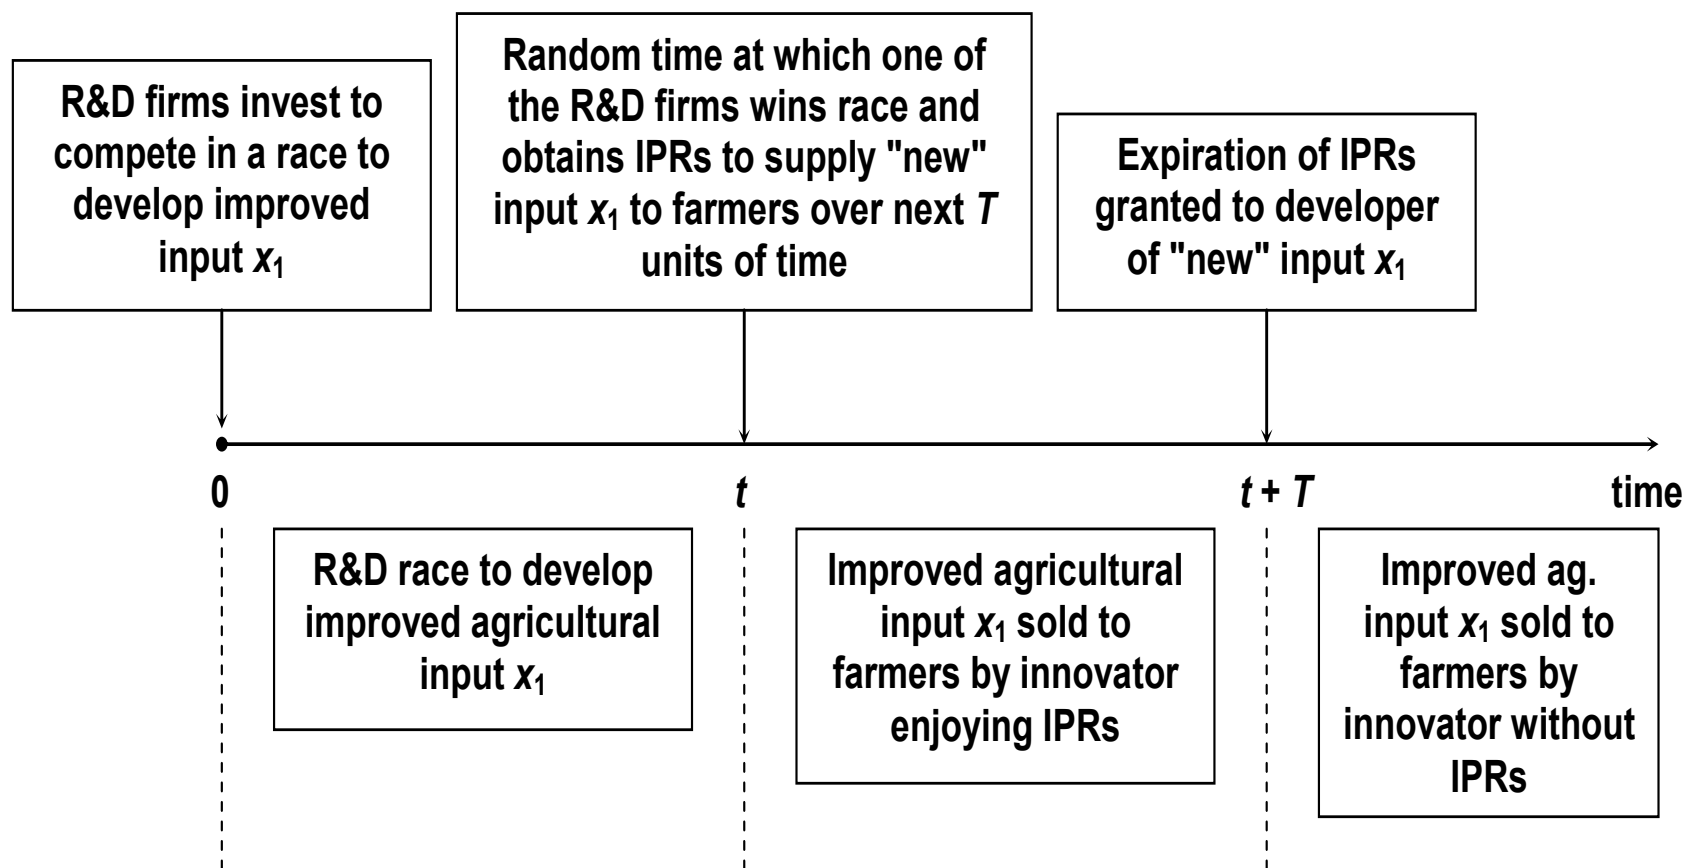 R&D firms invest to
compete in a race to
develop improved
input x₁
Random time at which one of
the R&D firms wins race and
obtains IPRs to supply "new"
input x₁ to farmers over next T
units of time
Expiration of IPRs
granted to developer
of "new" input x₁
0
t
t + T
time
R&D race to develop
improved agricultural
input x₁
Improved agricultural
input x₁ sold to
farmers by innovator
enjoying IPRs
Improved ag.
input x₁ sold to
farmers by
innovator without
IPRs